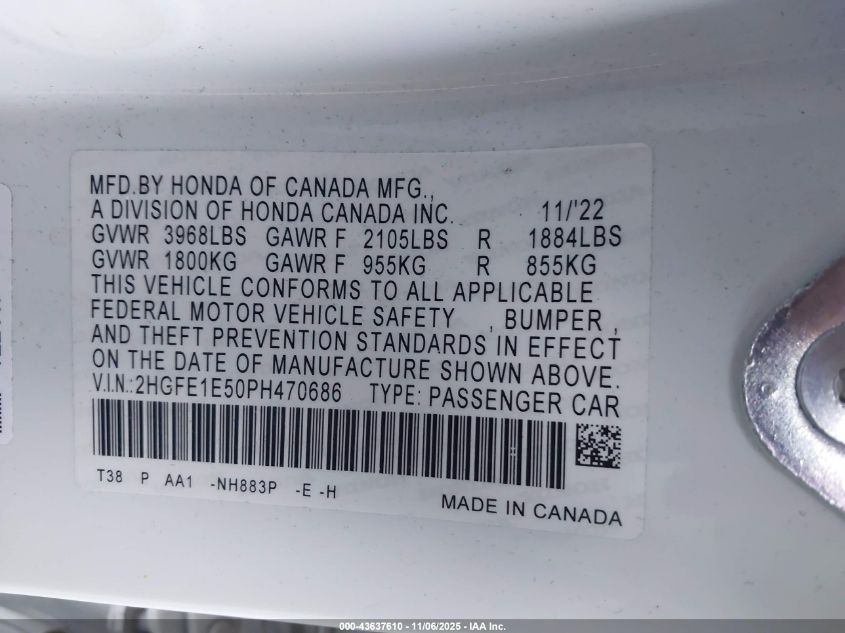 MFD.BY HONDA OF CANADA MFG.,
A DIVISION OF HONDA CANADA INC. 11/'22
GVWR 3968LBS GAWR F 2105LBS R 1884LBS
GVWR 1800KG GAWR F 955KG R 855KG
THIS VEHICLE CONFORMS TO ALL APPLICABLE
FEDERAL MOTOR VEHICLE SAFETY , BUMPER ,
AND THEFT PREVENTION STANDARDS IN EFFECT
ON THE DATE OF MANUFACTURE SHOWN ABOVE.
V.I.N.:2HGFE1E50PH470686 TYPE: PASSENGER CAR
T38 P AA1 -NH883P -E -H
MADE IN CANADA
000-43637610 - 11/06/2025 - IAA Inc.